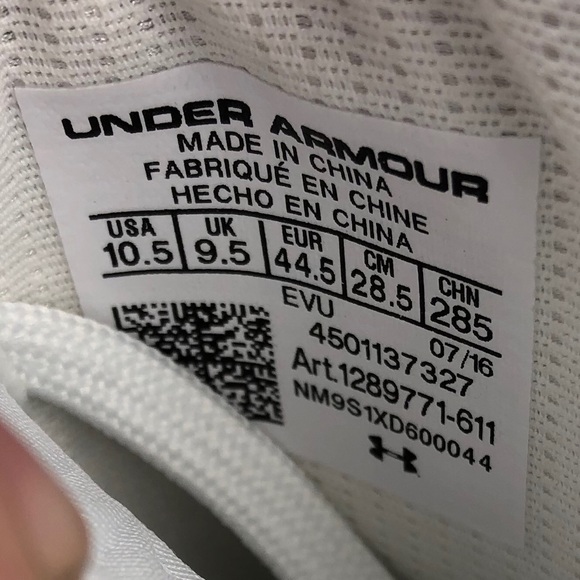 UNDER ARMOUR
MADE IN CHINA
FABRIQUÉ EN CHINE
HECHO EN CHINA
USA UK EUR CM CHN
10.5 9.5 44.5 28.5 285
EVU 07/16
4501137327
Art.1289771-611
NM9S1XD600044